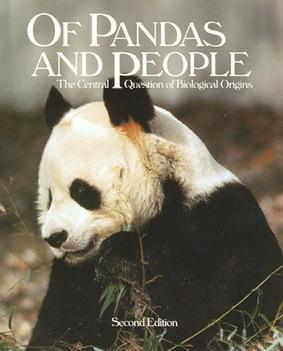 OF PANDAS
AND PEOPLE
The Central Question of Biological Origins
Second Edition